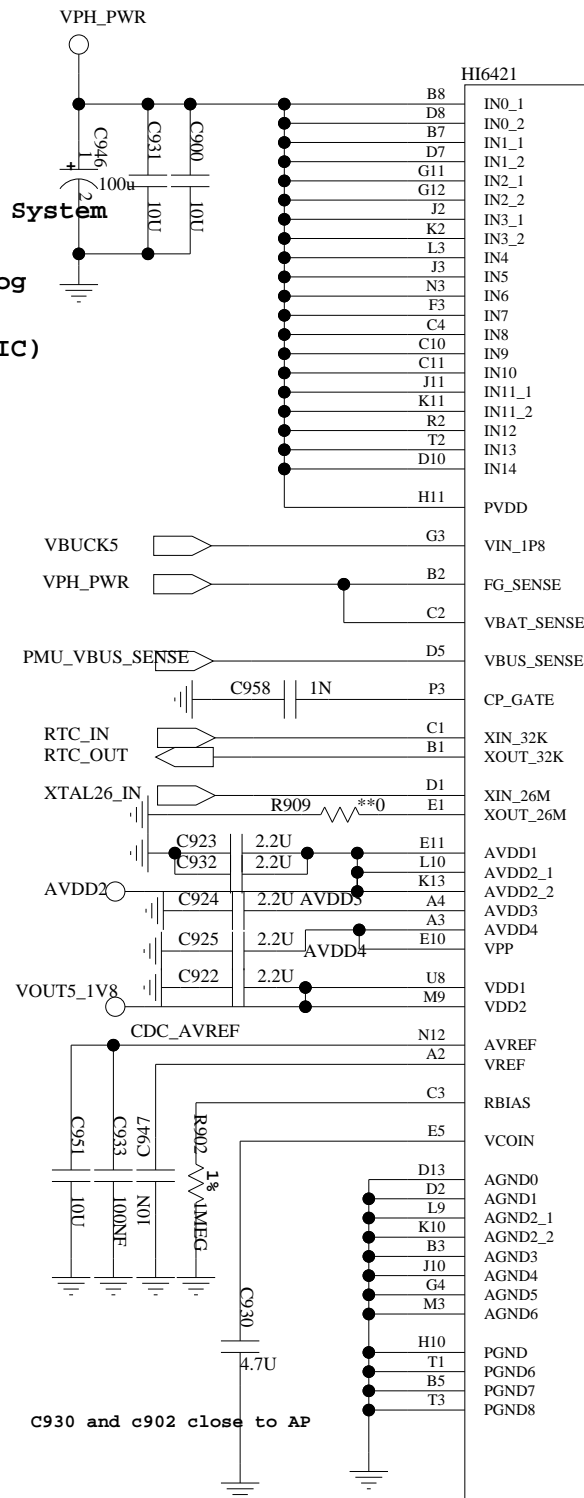 VPH_PWR
HI6421
B8 IN0_1
D8 IN0_2
B7 IN1_1
D7 IN1_2
G11 IN2_1
G12 IN2_2
J2 IN3_1
K2 IN3_2
L3 IN4
J3 IN5
N3 IN6
F3 IN7
C4 IN8
C10 IN9
C11 IN10
J11 IN11_1
K11 IN11_2
R2 IN12
T2 IN13
D10 IN14
H11 PVDD
C946
1
+
100u
2
C931
10U
C900
10U
System
og
IC)
VBUCK5 G3 VIN_1P8
VPH_PWR B2 FG_SENSE
C2 VBAT_SENSE
PMU_VBUS_SENSE D5 VBUS_SENSE
C958 1N P3 CP_GATE
RTC_IN C1 XIN_32K
RTC_OUT B1 XOUT_32K
XTAL26_IN D1 XIN_26M
R909 **0 E1 XOUT_26M
C923 2.2U E11 AVDD1
C932 2.2U L10 AVDD2_1
AVDD2 K13 AVDD2_2
C924 2.2U AVDD3 A4 AVDD3
A3 AVDD4
C925 2.2U AVDD4 E10 VPP
C922 2.2U U8 VDD1
VOUT5_1V8 M9 VDD2
CDC_AVREF N12 AVREF
A2 VREF
C3 RBIAS
E5 VCOIN
C951
10U
C933
100NF
C947
10N
R902
1%
1MEG
C930
4.7U
D13 AGND0
D2 AGND1
L9 AGND2_1
K10 AGND2_2
B3 AGND3
J10 AGND4
G4 AGND5
M3 AGND6
H10 PGND
T1 PGND6
B5 PGND7
T3 PGND8
C930 and c902 close to AP